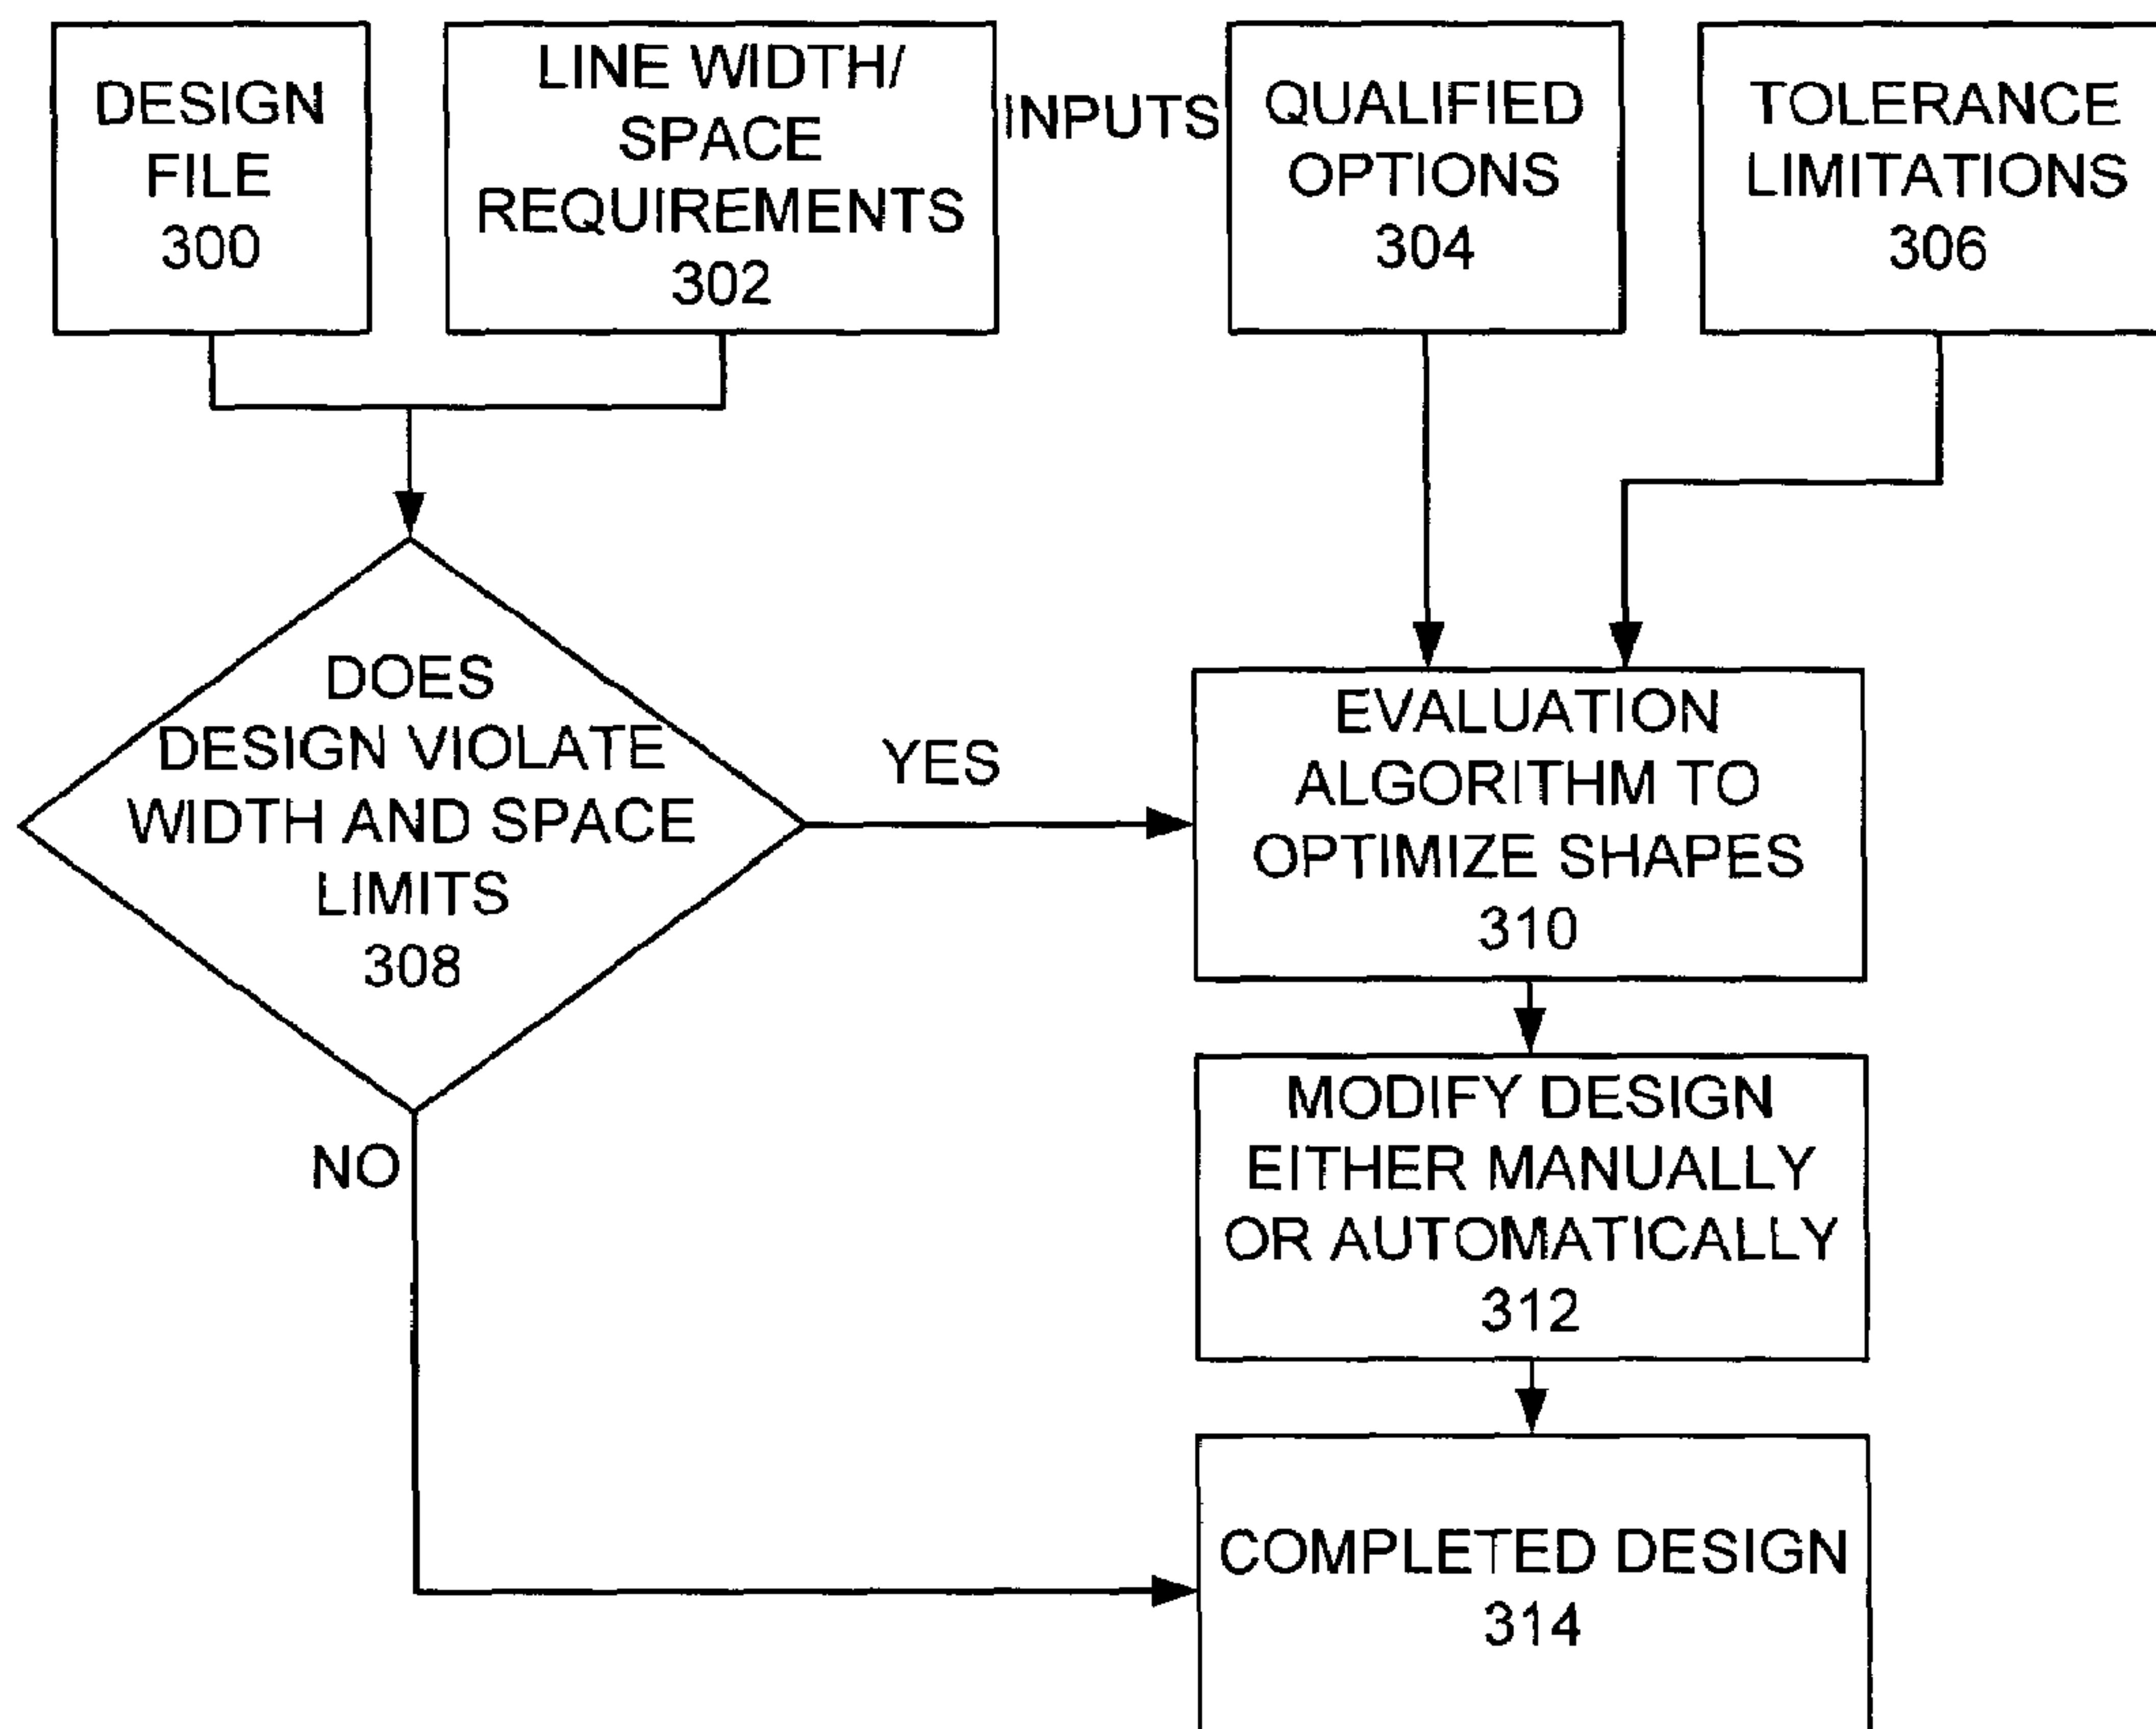 DESIGN
FILE
300
LINE WIDTH/
SPACE
REQUIREMENTS
302
INPUTS
QUALIFIED
OPTIONS
304
TOLERANCE
LIMITATIONS
306
DOES
DESIGN VIOLATE
WIDTH AND SPACE
LIMITS
308
YES
NO
EVALUATION
ALGORITHM TO
OPTIMIZE SHAPES
310
MODIFY DESIGN
EITHER MANUALLY
OR AUTOMATICALLY
312
COMPLETED DESIGN
314